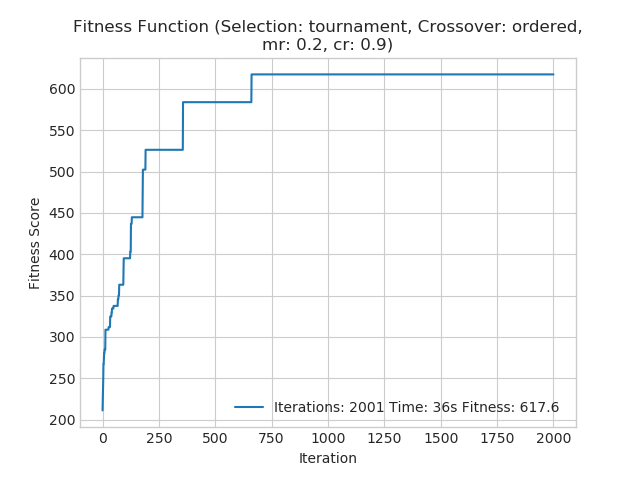 Fitness Function (Selection: tournament, Crossover: ordered,
mr: 0.2, cr: 0.9)
600
550
500
450
400
350
300
250
200
Fitness Score
Iterations: 2001 Time: 36s Fitness: 617.6
0 250 500 750 1000 1250 1500 1750 2000
Iteration